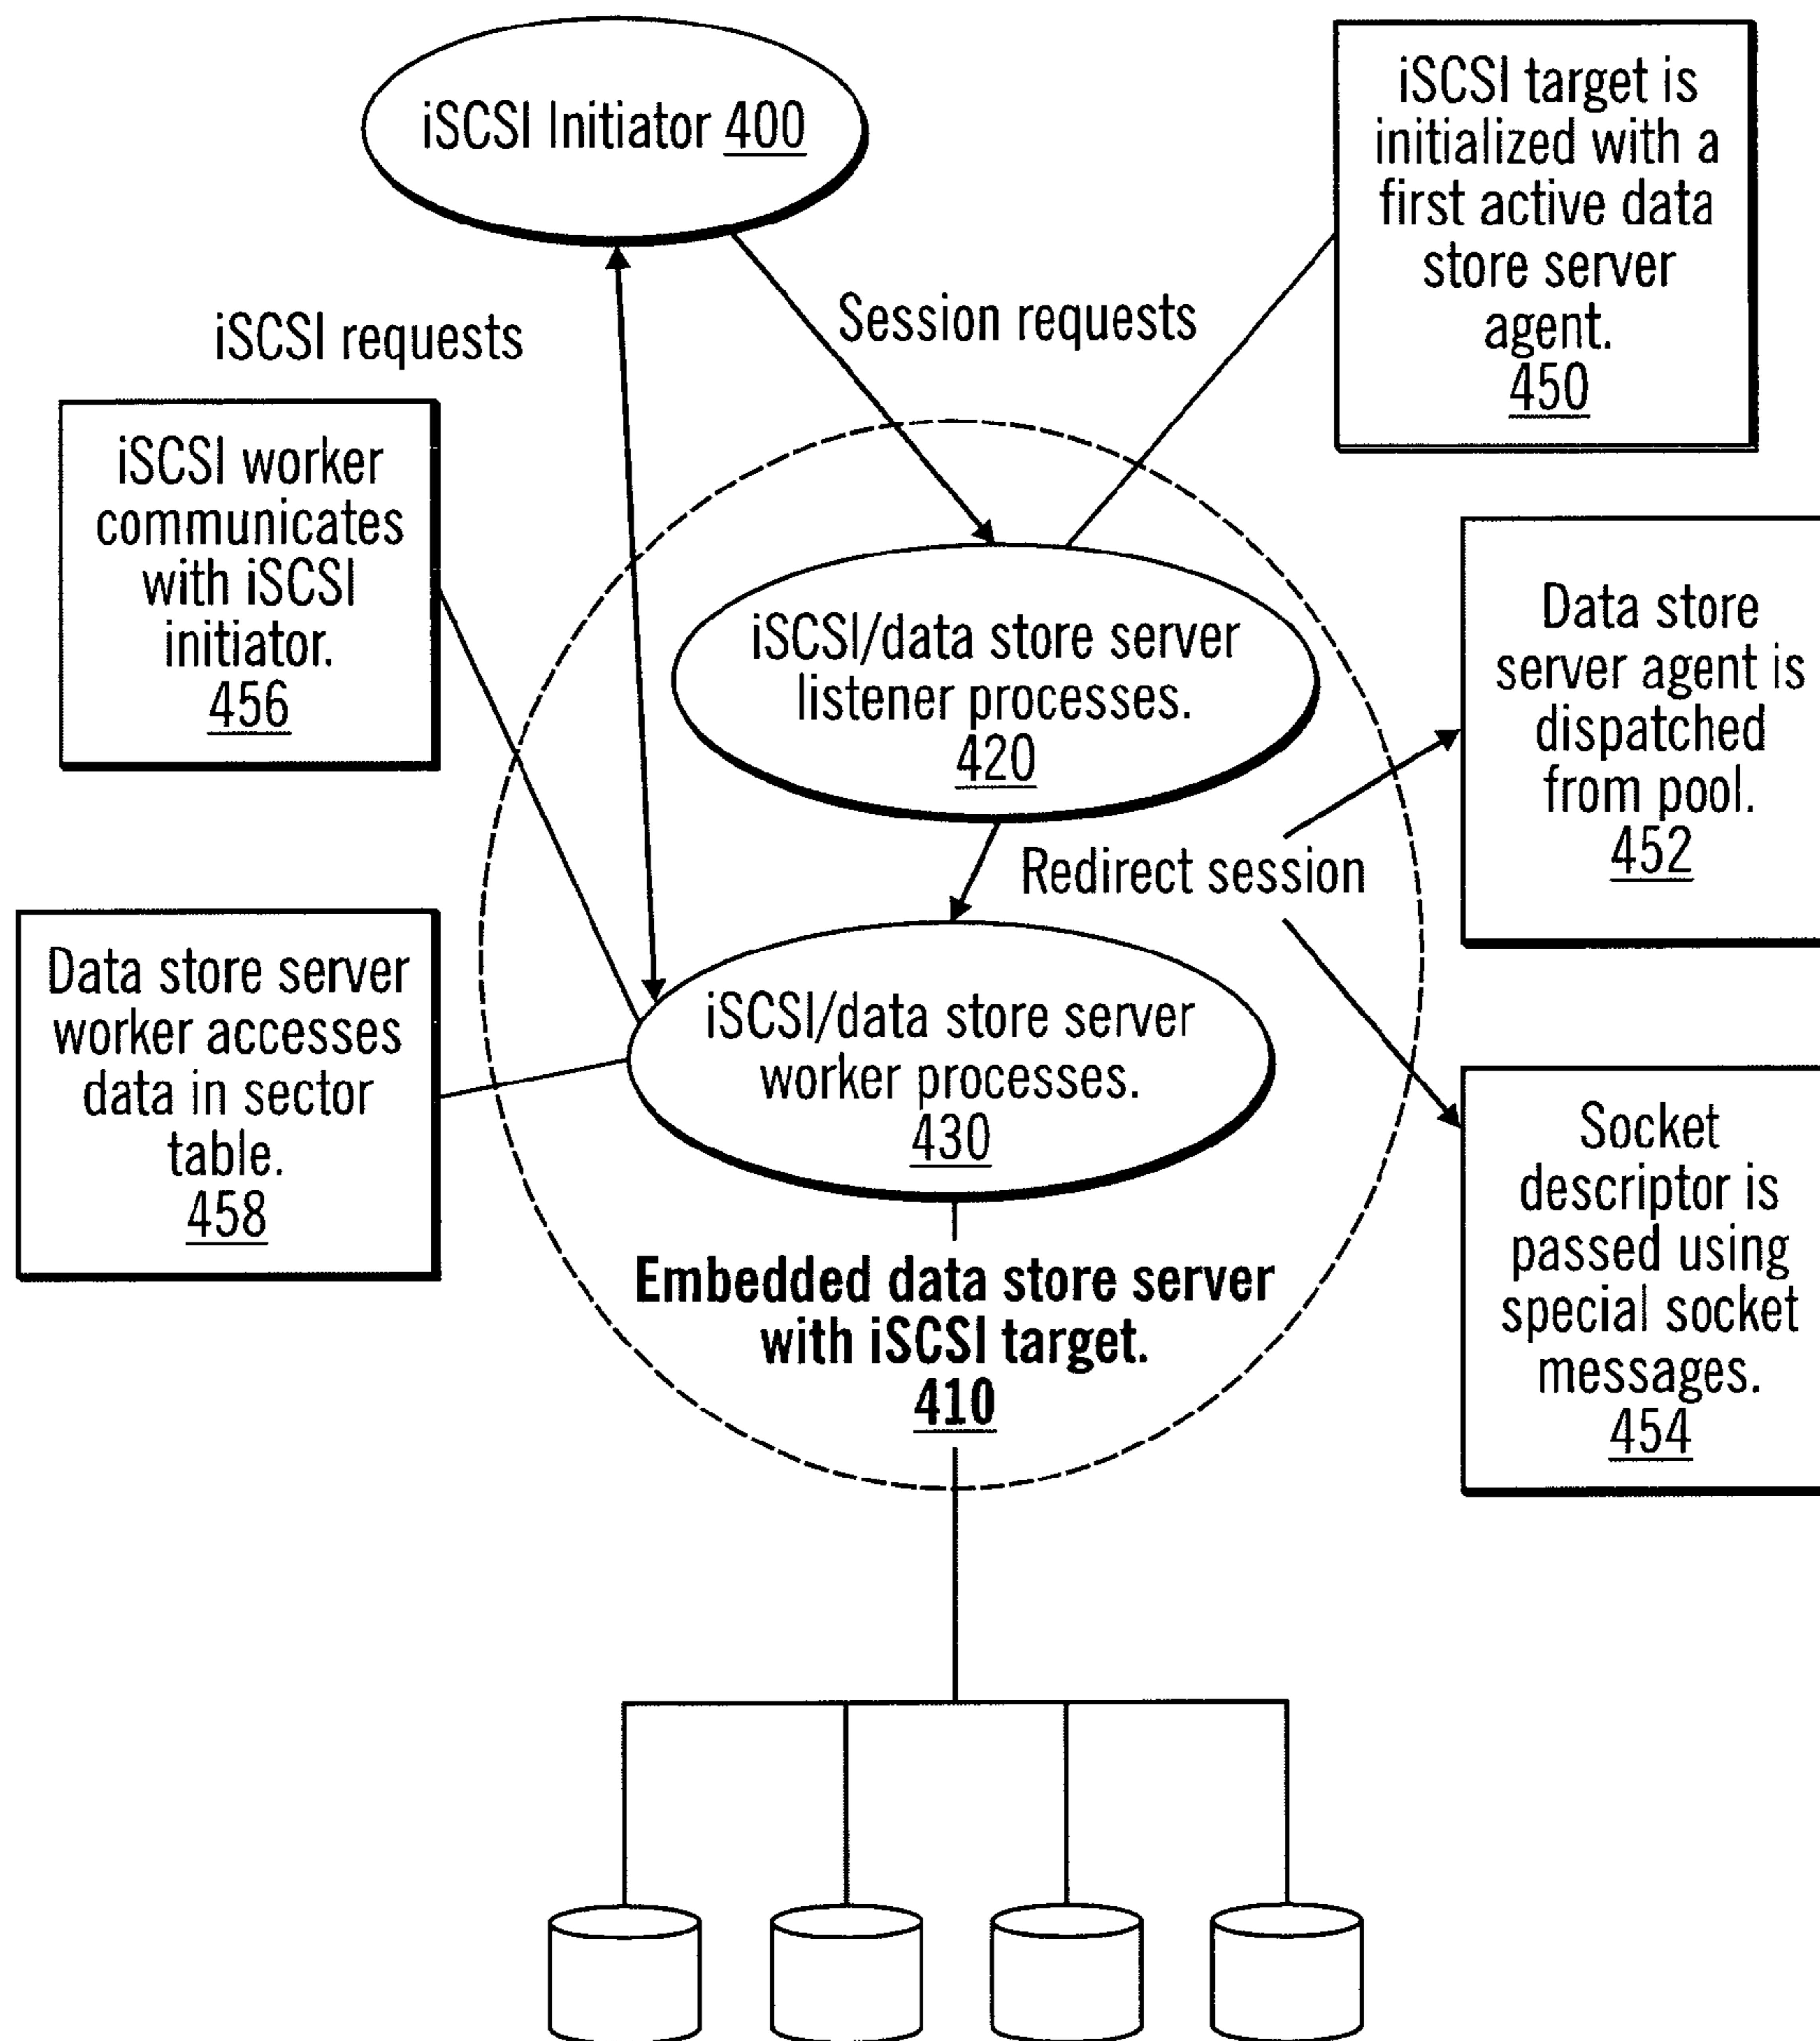 iSCSI Initiator 400
iSCSI target is
initialized with a
first active data
store server
agent.
450
Session requests
iSCSI requests
iSCSI worker
communicates
with iSCSI
initiator.
456
iSCSI/data store server
listener processes.
420
Data store
server agent is
dispatched
from pool.
452
Redirect session
Data store server
worker accesses
data in sector
table.
458
iSCSI/data store server
worker processes.
430
Socket
descriptor is
passed using
special socket
messages.
454
Embedded data store server
with iSCSI target.
410